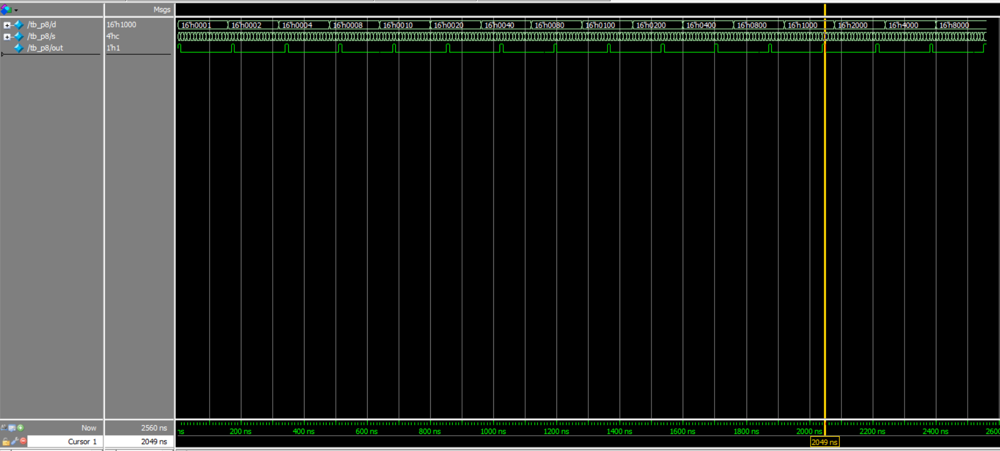 Msgs
/tb_p8/d 16'h1000 16'h0001 16'h0002 16'h0004 16'h0008 16'h0010 16'h0020 16'h0040 16'h0080 16'h0100 16'h0200 16'h0400 16'h0800 16'h1000 16'h2000 16'h4000 16'h8000
/tb_p8/s 4'hc
/tb_p8/out 1'h1
Now 2560 ns
ns 200 ns 400 ns 600 ns 800 ns 1000 ns 1200 ns 1400 ns 1600 ns 1800 ns 2000 ns 2200 ns 2400 ns 2600
Cursor 1 2049 ns 2049 ns